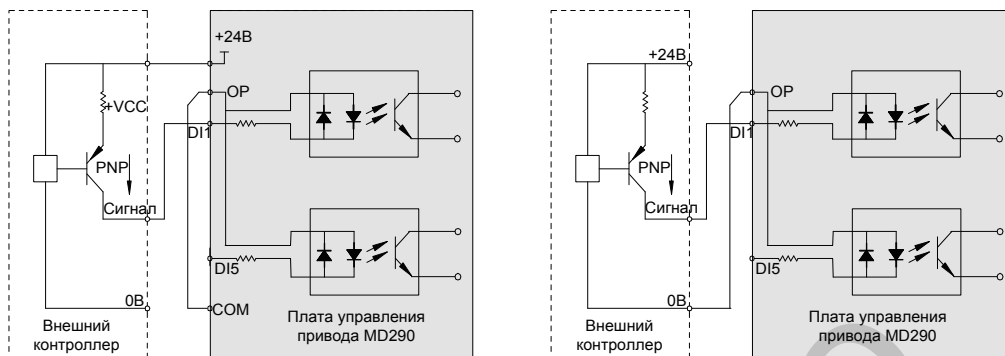 +24В
OP
+VCC
DI1
PNP
Сигнал
DI5
0В
COM
Внешний
контроллер
Плата управления
привода MD290
+24В
OP
DI1
PNP
Сигнал
DI5
0В
Внешний
контроллер
Плата управления
привода MD290